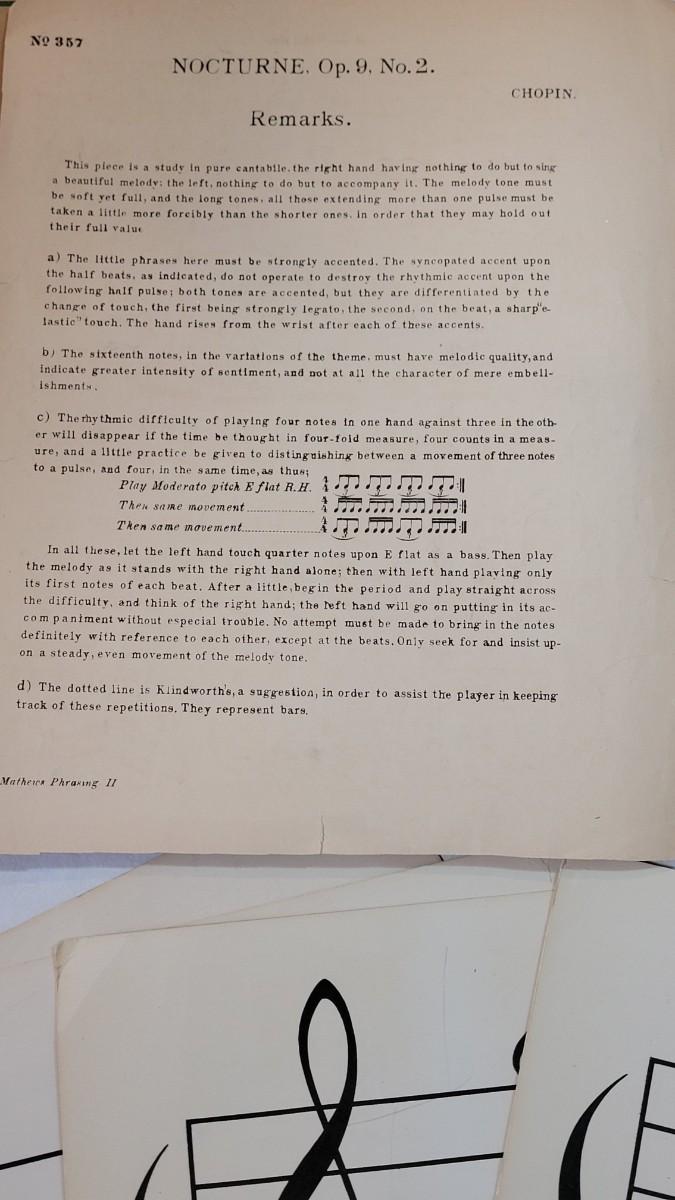 Nº 357
NOCTURNE, Op. 9, No. 2.
CHOPIN.
Remarks.
This piece is a study in pure cantabile, the right hand having nothing to do but to sing
a beautiful melody; the left, nothing to do but to accompany it. The melody tone must
be soft yet full, and the long tones, all those extending more than one pulse must be
taken a little more forcibly than the shorter ones, in order that they may hold out
their full value
a) The little phrases here must be strongly accented. The syncopated accent upon
the half beats, as indicated, do not operate to destroy the rhythmic accent upon the
following half pulse; both tones are accented, but they are differentiated by the
change of touch, the first being strongly legato, the second, on the beat, a sharp "e-
lastic" touch. The hand rises from the wrist after each of these accents.
b) The sixteenth notes, in the variations of the theme, must have melodic quality, and
indicate greater intensity of sentiment, and not at all the character of mere embell-
ishments.
c) The rhythmic difficulty of playing four notes in one hand against three in the oth-
er will disappear if the time be thought in four-fold measure, four counts in a meas-
ure, and a little practice be given to distinguishing between a movement of three notes
to a pulse, and four, in the same time, as thus;
Play Moderato pitch E flat R.H.
Then same movement
Then same movement
In all these, let the left hand touch quarter notes upon E flat as a bass. Then play
the melody as it stands with the right hand alone; then with left hand playing only
its first notes of each beat. After a little, begin the period and play straight across
the difficulty, and think of the right hand; the left hand will go on putting in its ac-
companiment without especial trouble. No attempt must be made to bring in the notes
definitely with reference to each other, except at the beats. Only seek for and insist up-
on a steady, even movement of the melody tone.
d) The dotted line is Klindworth's, a suggestion, in order to assist the player in keeping
track of these repetitions. They represent bars.
Mathews Phrasing II